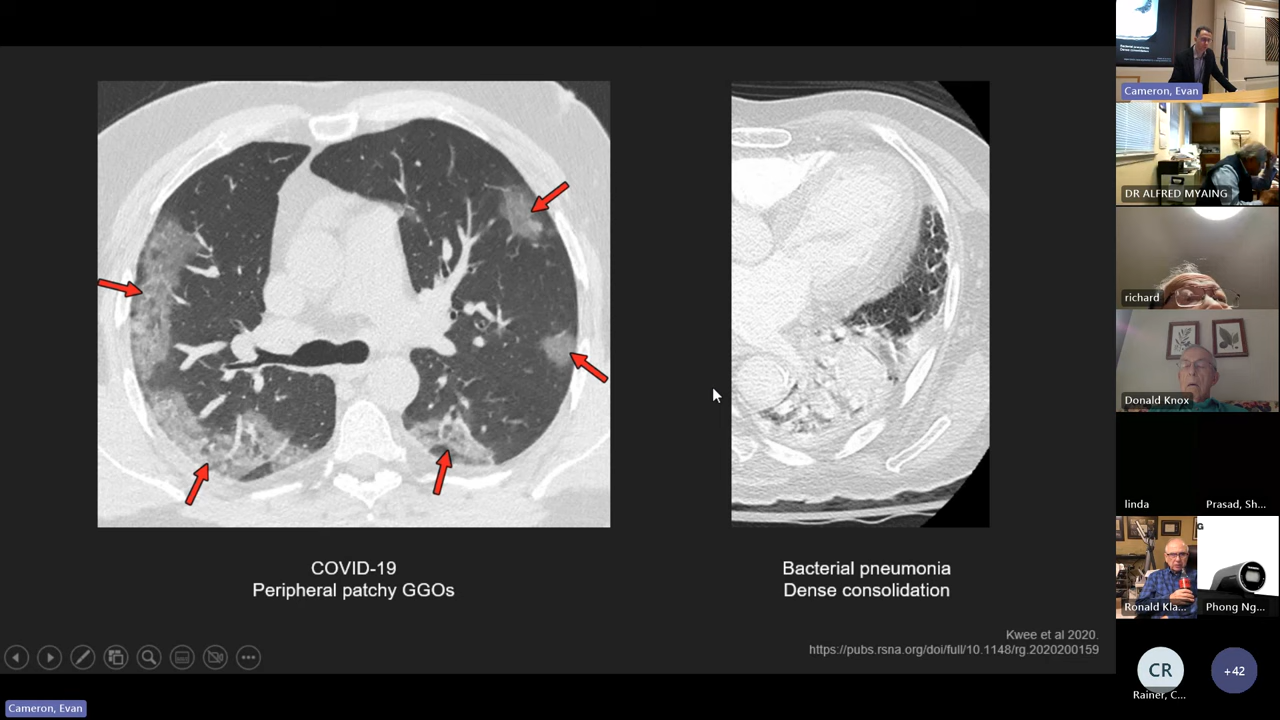 COVID-19
Peripheral patchy GGOs
Bacterial pneumonia
Dense consolidation
Kwee et al 2020.
https://pubs.rsna.org/doi/full/10.1148/rg.2020200159
Cameron, Evan
Cameron, Evan
DR ALFRED MYAING
richard
Donald Knox
linda
Prasad, Sh...
Ronald Kla...
Phong Ng...
CR
Rainer, C...
+42